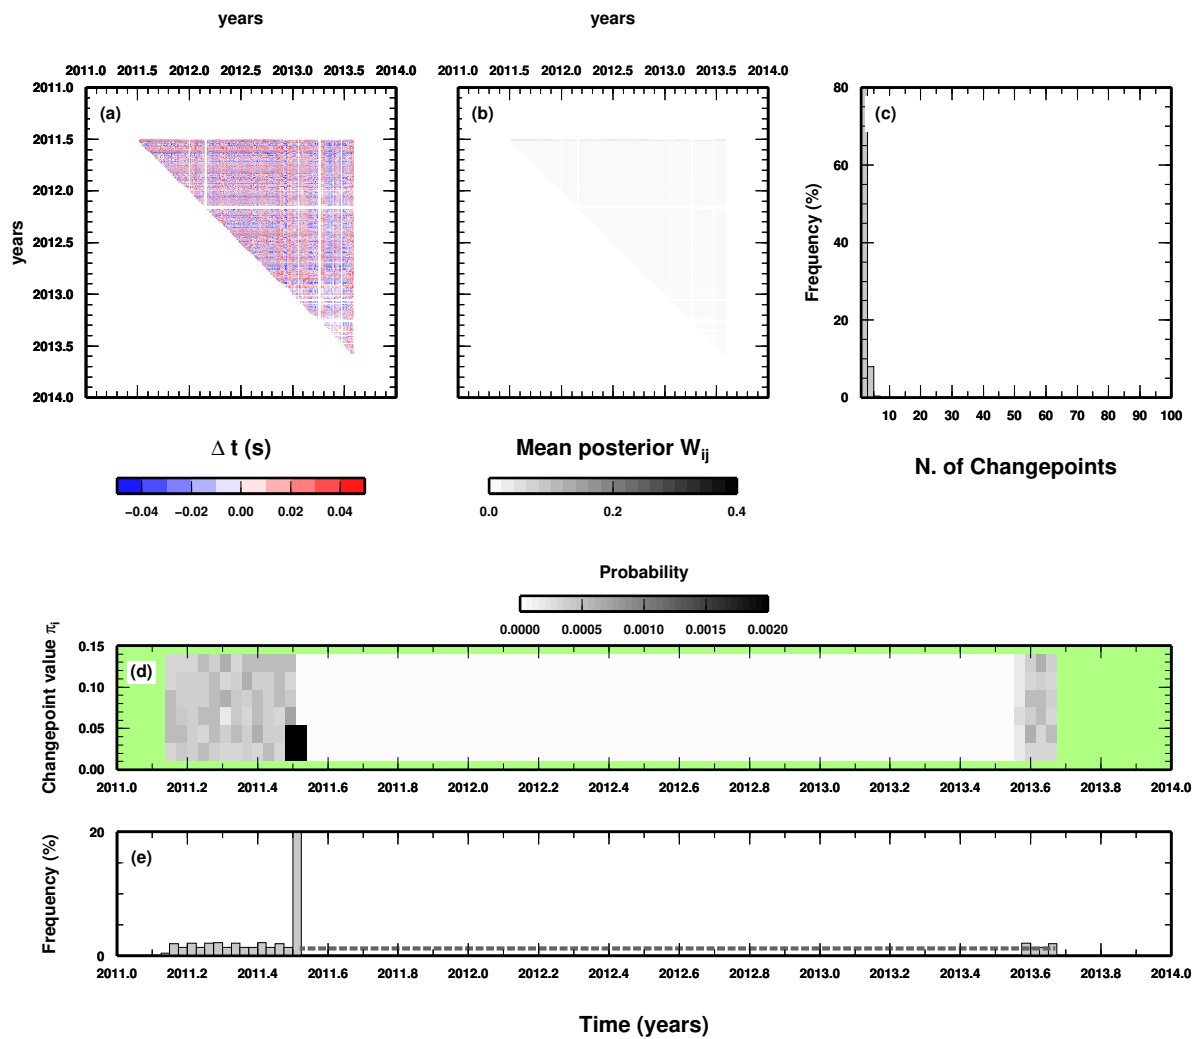 years
years
2011.0 2011.5 2012.0 2012.5 2013.0 2013.5 2014.0
2011.0 2011.5 2012.0 2012.5 2013.0 2013.5 2014.0
2011.0
2011.5
2012.0
2012.5
2013.0
2013.5
2014.0
years
(a)
(b)
(c)
80
60
40
20
0
Frequency (%)
10 20 30 40 50 60 70 80 90 100
N. of Changepoints
Δ t (s)
−0.04 −0.02 0.00 0.02 0.04
Mean posterior Wij
0.0 0.2 0.4
Probability
0.0000 0.0005 0.0010 0.0015 0.0020
Changepoint value πi
0.15
0.10
0.05
0.00
(d)
2011.0 2011.2 2011.4 2011.6 2011.8 2012.0 2012.2 2012.4 2012.6 2012.8 2013.0 2013.2 2013.4 2013.6 2013.8 2014.0
Frequency (%)
20
10
0
(e)
2011.0 2011.2 2011.4 2011.6 2011.8 2012.0 2012.2 2012.4 2012.6 2012.8 2013.0 2013.2 2013.4 2013.6 2013.8 2014.0
Time (years)